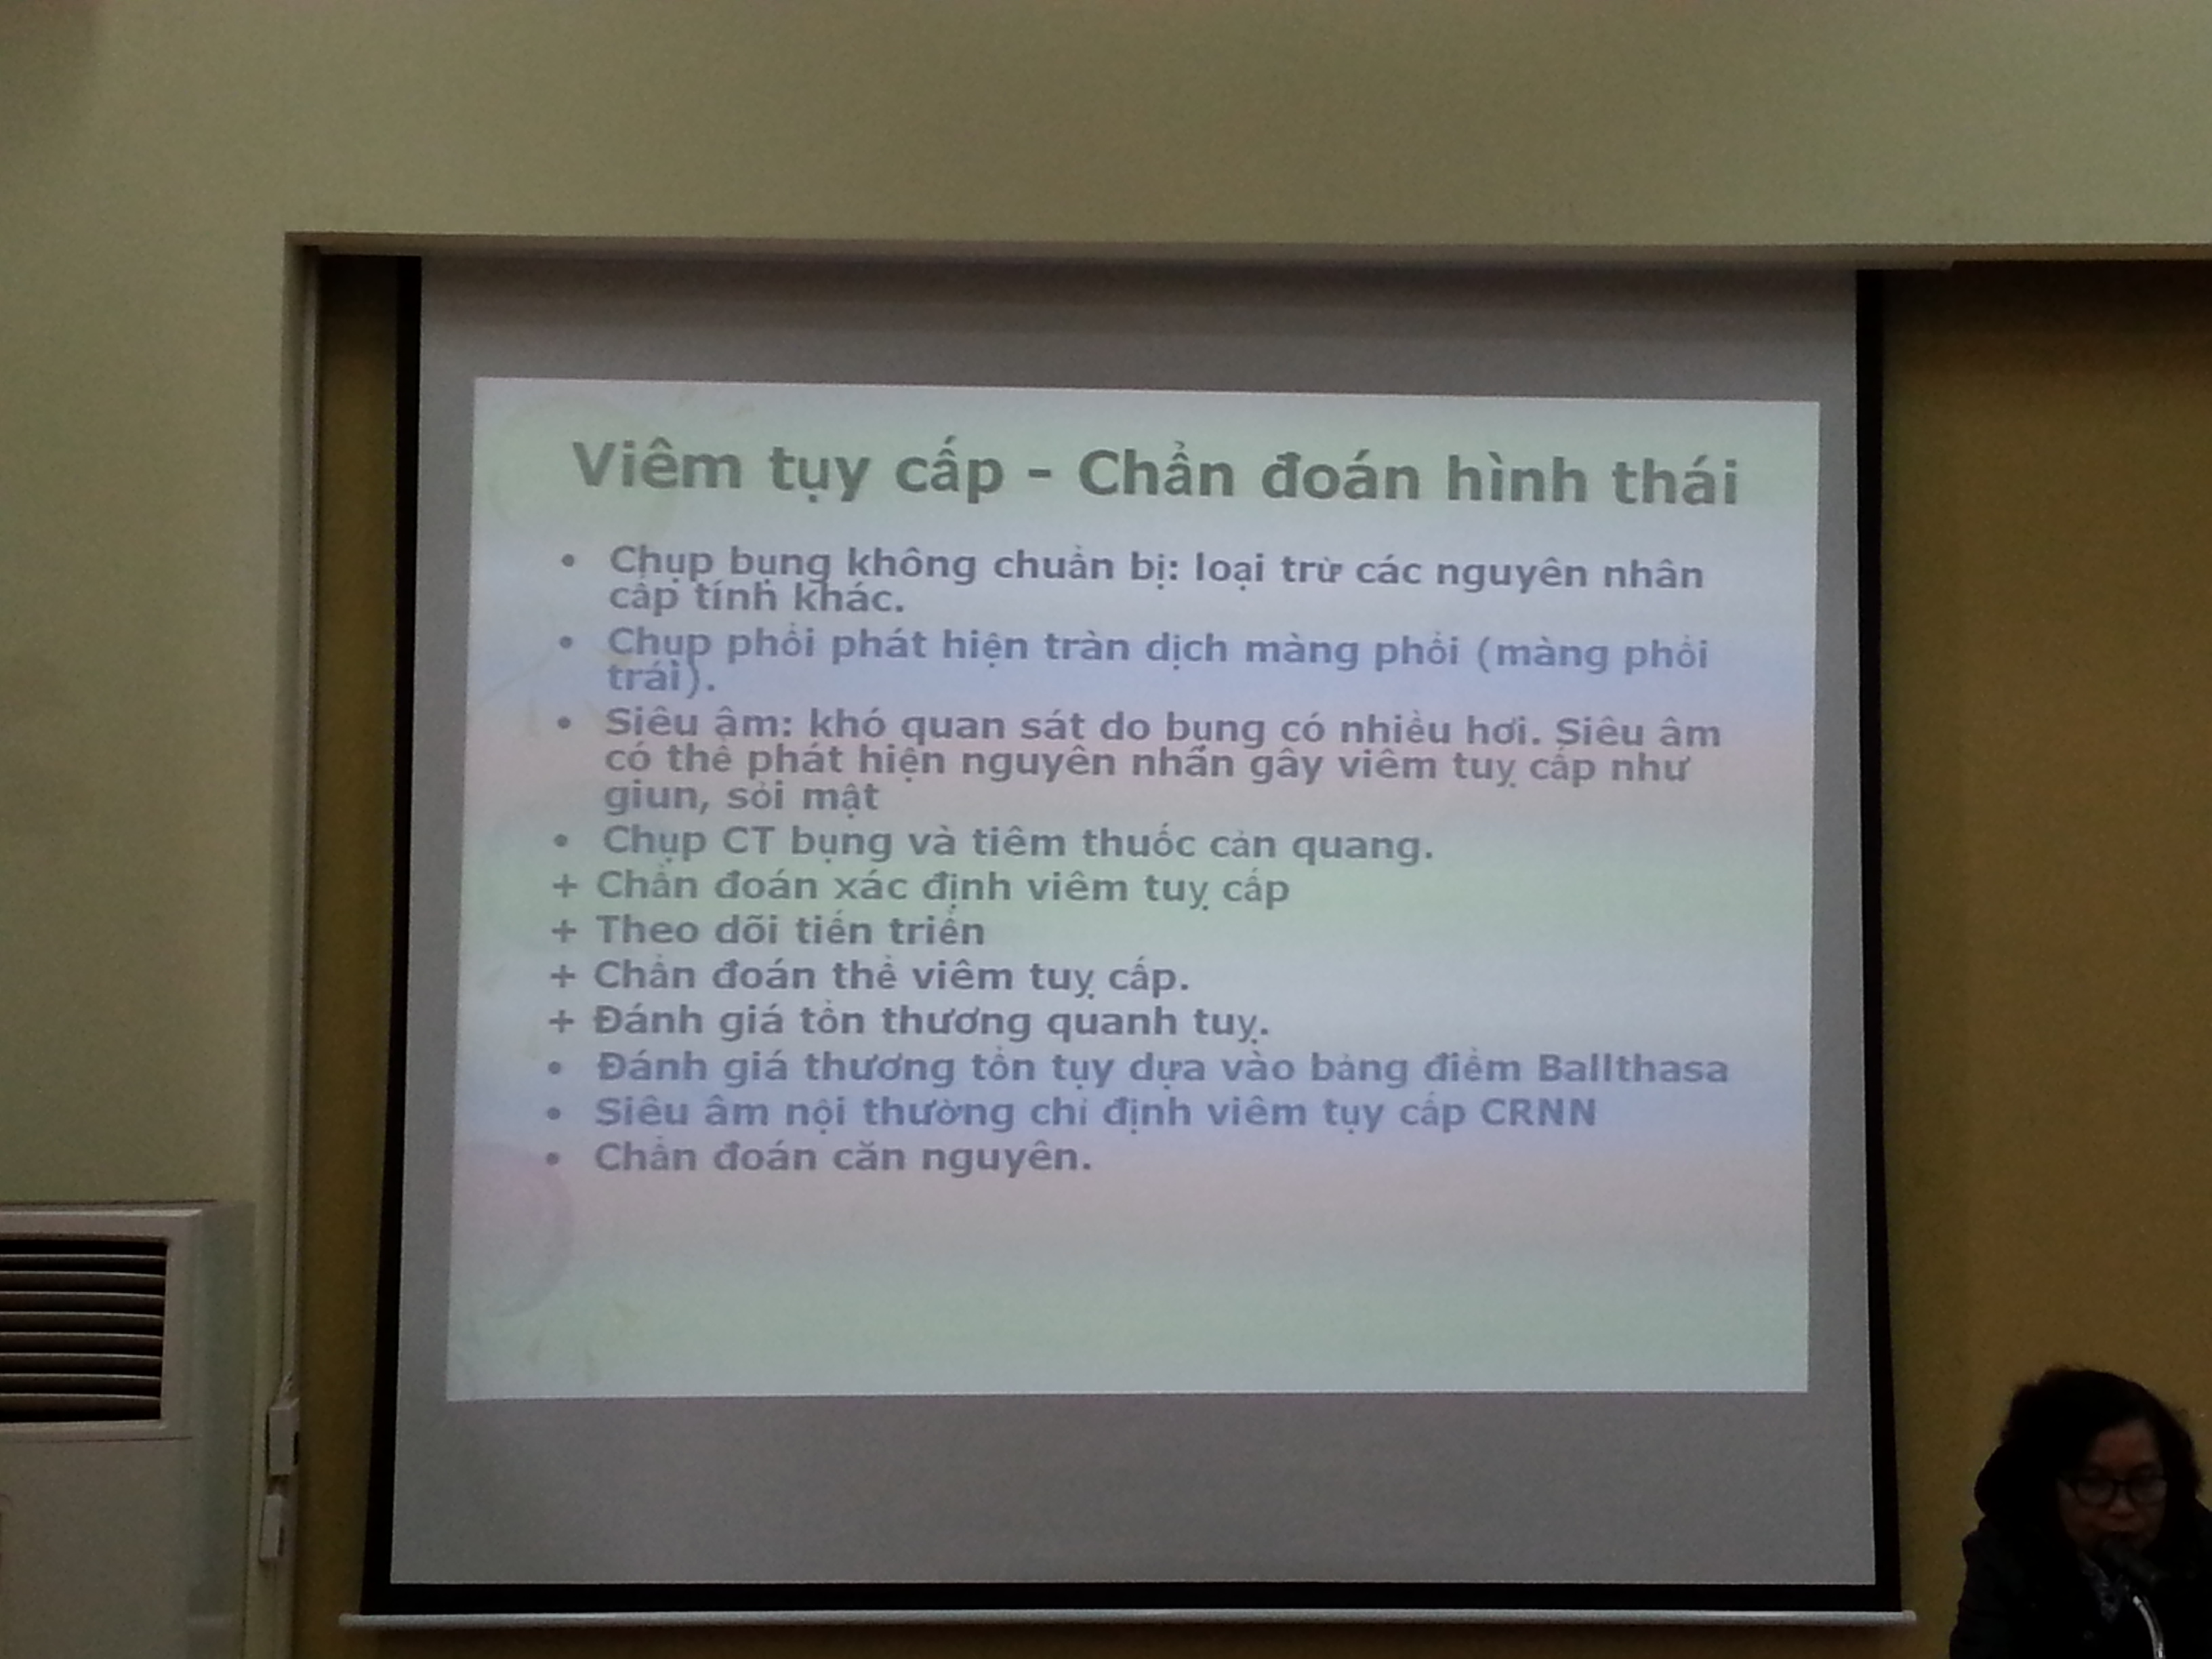 Viêm tụy cấp - Chẩn đoán hình thái
• Chụp bụng không chuẩn bị: loại trừ các nguyên nhân
cấp tính khác.
• Chụp phổi phát hiện tràn dịch màng phổi (màng phổi
trái).
• Siêu âm: khó quan sát do bụng có nhiều hơi. Siêu âm
có thể phát hiện nguyên nhân gây viêm tuỵ cấp như
giun, sỏi mật
• Chụp CT bụng và tiêm thuốc cản quang.
+ Chẩn đoán xác định viêm tuỵ cấp
+ Theo dõi tiến triển
+ Chẩn đoán thể viêm tuỵ cấp.
+ Đánh giá tổn thương quanh tuỵ.
• Đánh giá thương tổn tụy dựa vào bảng điểm Ballthasa
• Siêu âm nội thường chỉ định viêm tụy cấp CRNN
• Chẩn đoán căn nguyên.